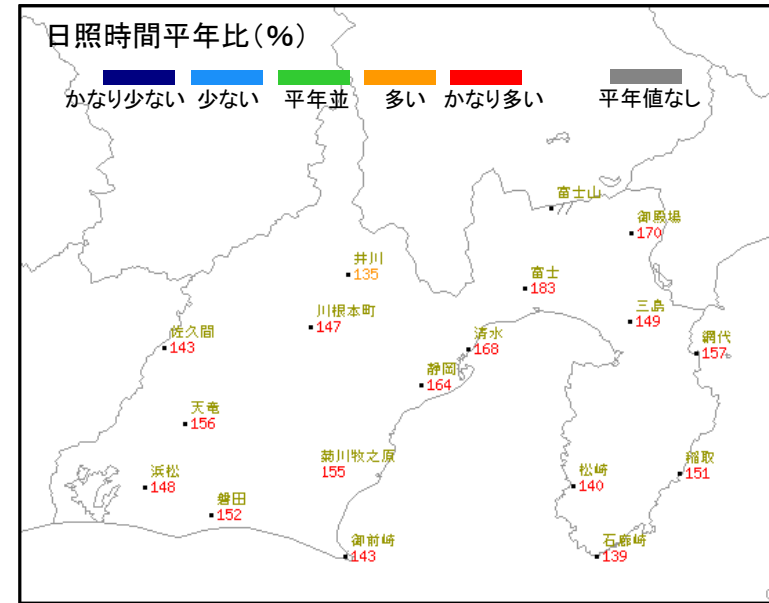 日照時間平年比(%)
かなり少ない 少ない 平年並 多い かなり多い 平年値なし
富士山
御殿場
170
井川
135
富士
183
川根本町
147
三島
149
佐久間
143
清水
168
網代
157
静岡
164
天竜
156
菊川牧之原
155
浜松
148
松崎
140
稲取
151
磐田
152
御前崎
143
石廊崎
139